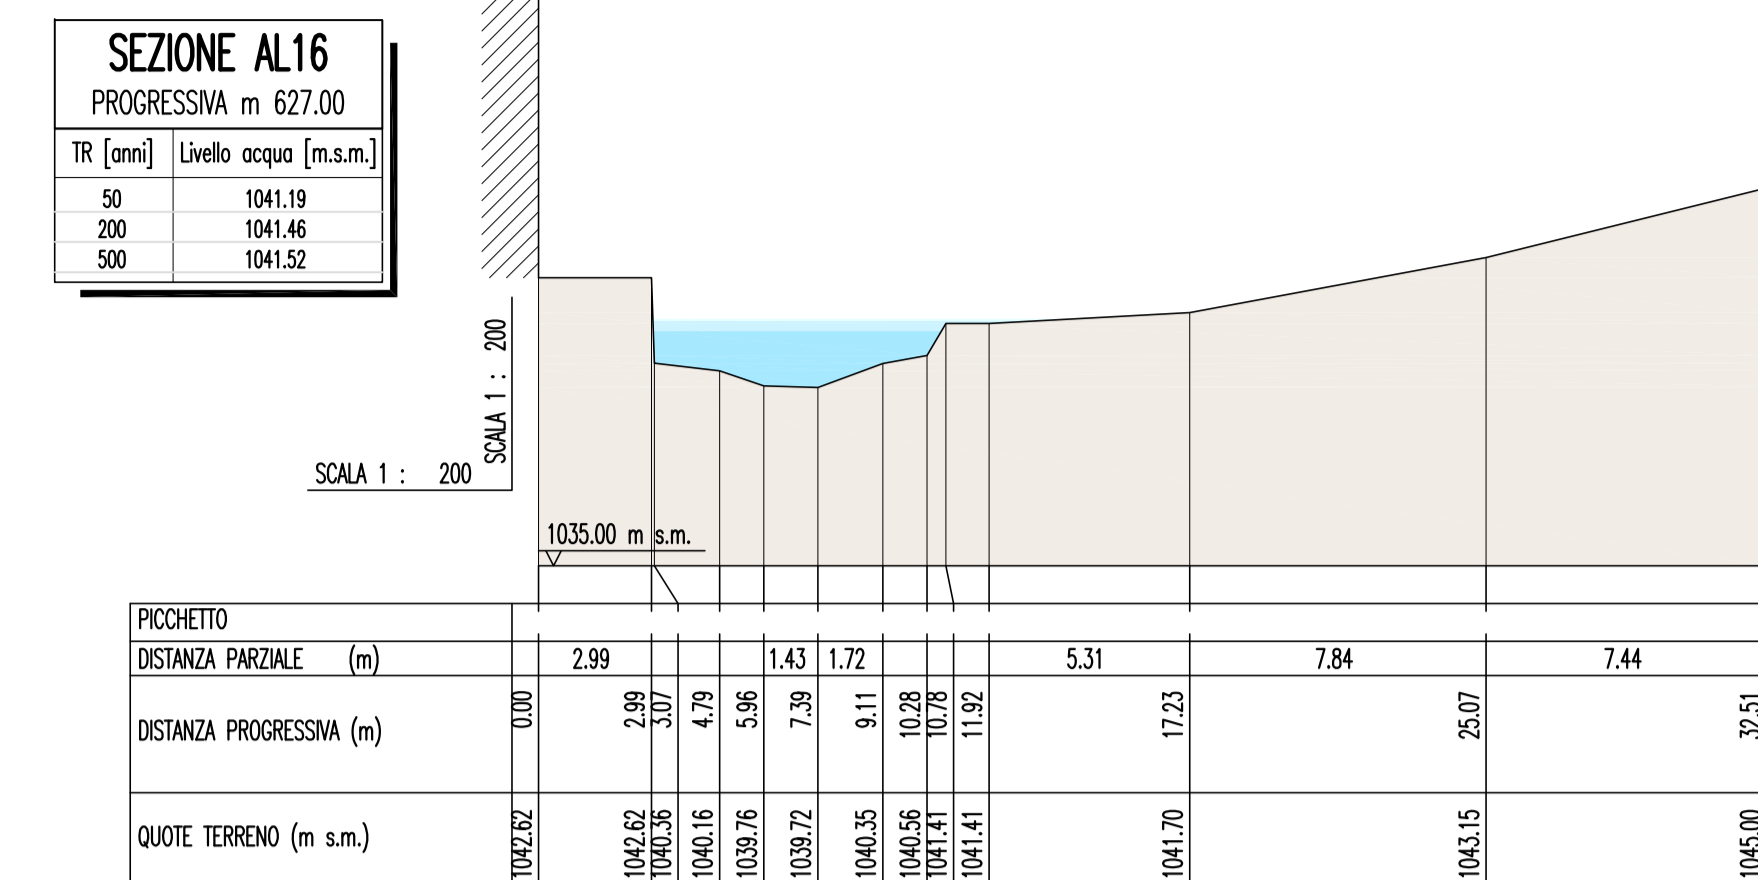 SEZIONE AL16
PROGRESSIVA m 627.00
TR [anni] Livello acqua [m.s.m.]
50 1041.19
200 1041.46
500 1041.52
SCALA 1 : 200
SCALA 1 : 200
1035.00 m s.m.
PICCHETTO
DISTANZA PARZIALE (m) 2.99 1.43 1.72 5.31 7.84 7.44
DISTANZA PROGRESSIVA (m) 0.00 2.99 3.07 4.79 5.96 7.39 9.11 10.28 10.78 11.92 17.23 25.07 32.51
QUOTE TERRENO (m s.m.) 1042.62 1042.62 1040.36 1040.16 1039.76 1039.72 1040.35 1040.56 1041.41 1041.41 1041.70 1043.15 1045.00